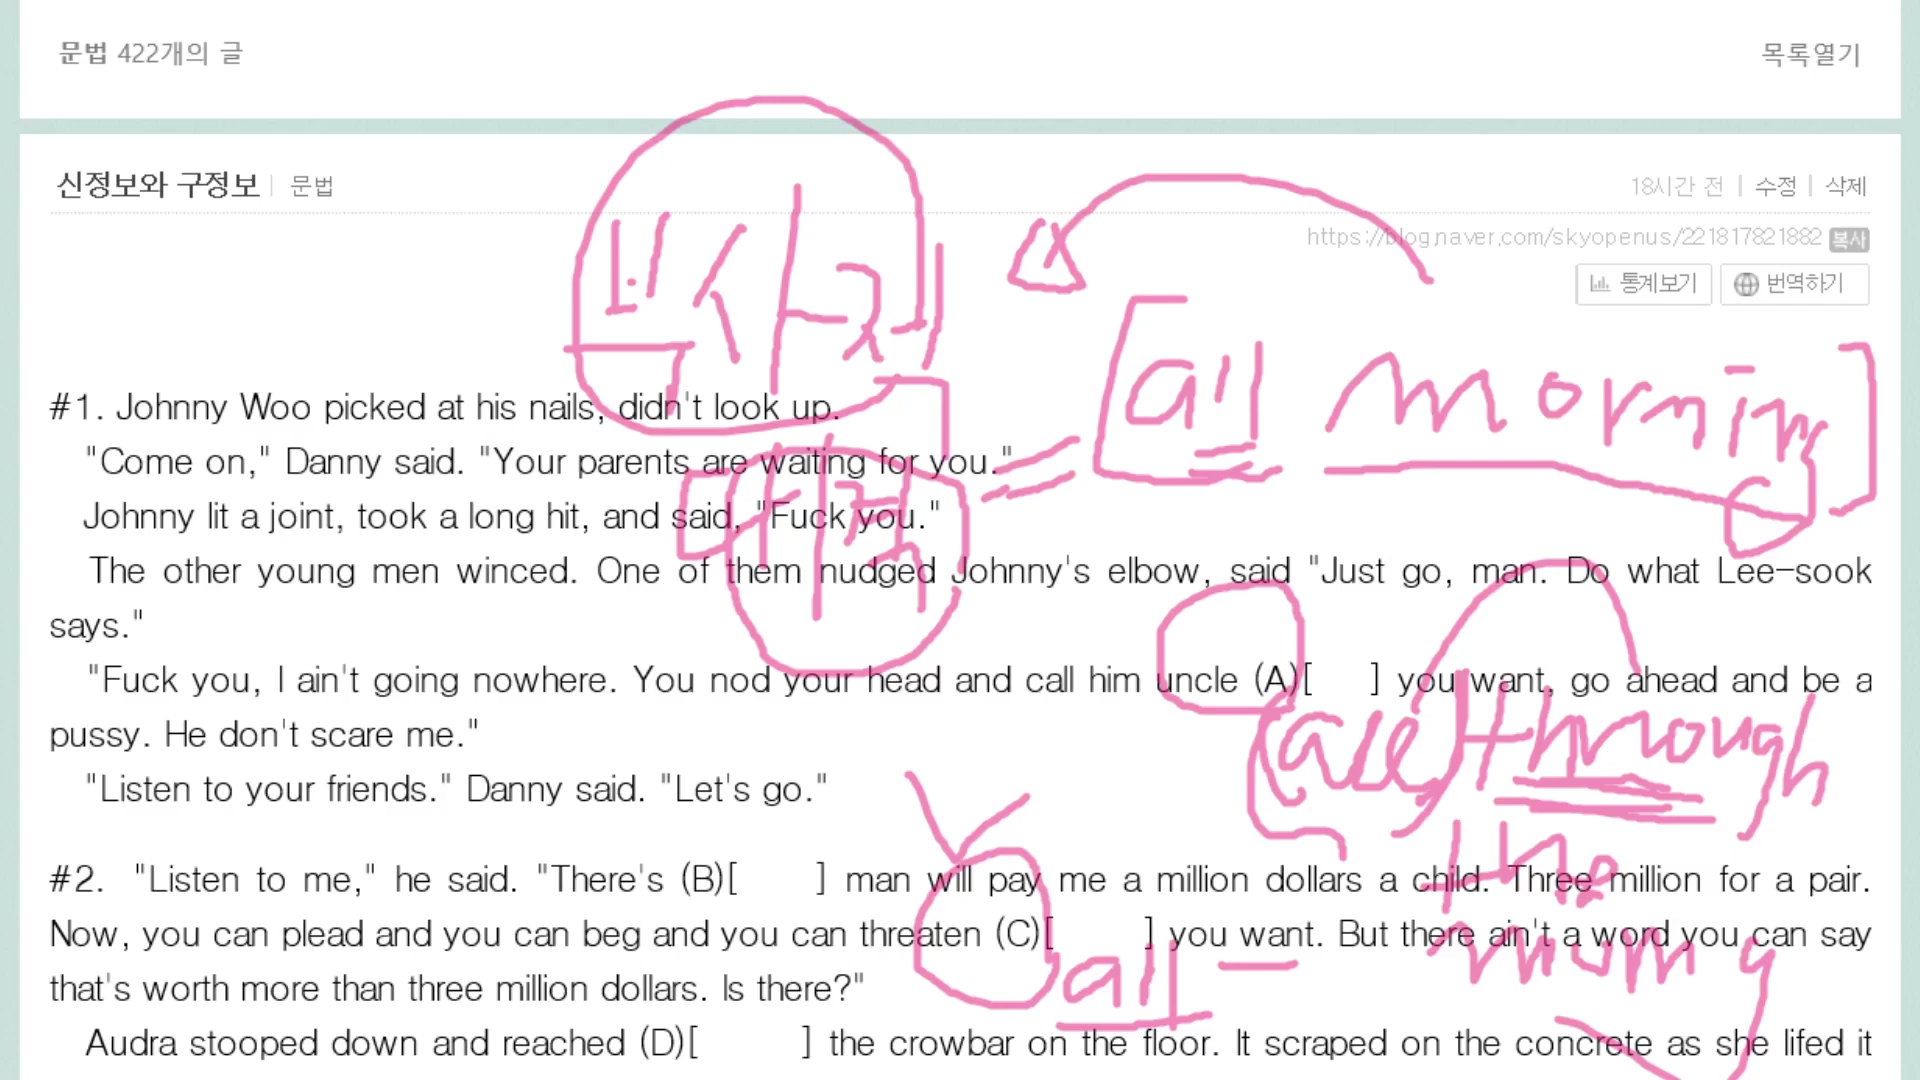 문법 422개의 글
목록열기
신정보와 구정보 | 문법
18시간 전 | 수정 | 삭제
https://blog.naver.com/skyopenus/221817821882 복사
통계보기 번역하기
all morning
#1. Johnny Woo picked at his nails, didn't look up.
"Come on," Danny said. "Your parents are waiting for you."
Johnny lit a joint, took a long hit, and said, "Fuck you."
The other young men winced. One of them nudged Johnny's elbow, said "Just go, man. Do what Lee-sook
says."
"Fuck you, I ain't going nowhere. You nod your head and call him uncle (A)[ ] you want, go ahead and be a
pussy. He don't scare me."
(all) through
"Listen to your friends." Danny said. "Let's go."
the
#2. "Listen to me," he said. "There's (B)[ ] man will pay me a million dollars a child. Three million for a pair.
Now, you can plead and you can beg and you can threaten (C)[ ] you want. But there ain't a word you can say
all
that's worth more than three million dollars. Is there?"
Audra stooped down and reached (D)[ ] the crowbar on the floor. It scraped on the concrete as she lifed it